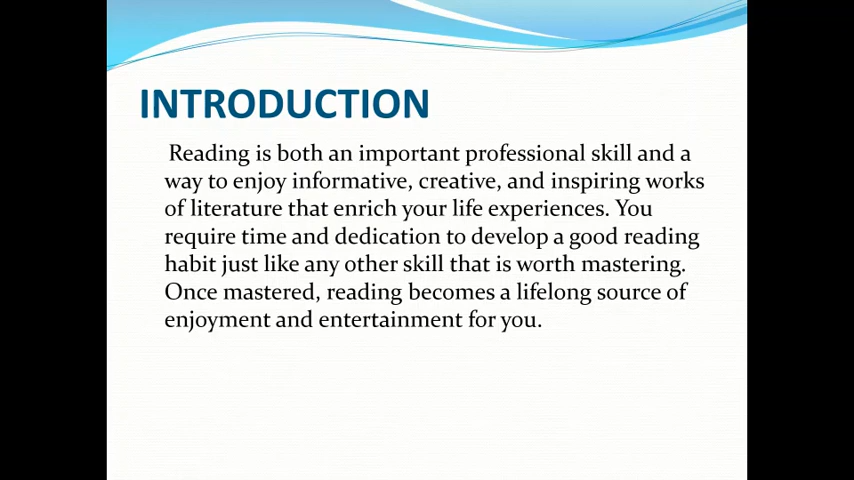 INTRODUCTION
Reading is both an important professional skill and a
way to enjoy informative, creative, and inspiring works
of literature that enrich your life experiences. You
require time and dedication to develop a good reading
habit just like any other skill that is worth mastering.
Once mastered, reading becomes a lifelong source of
enjoyment and entertainment for you.